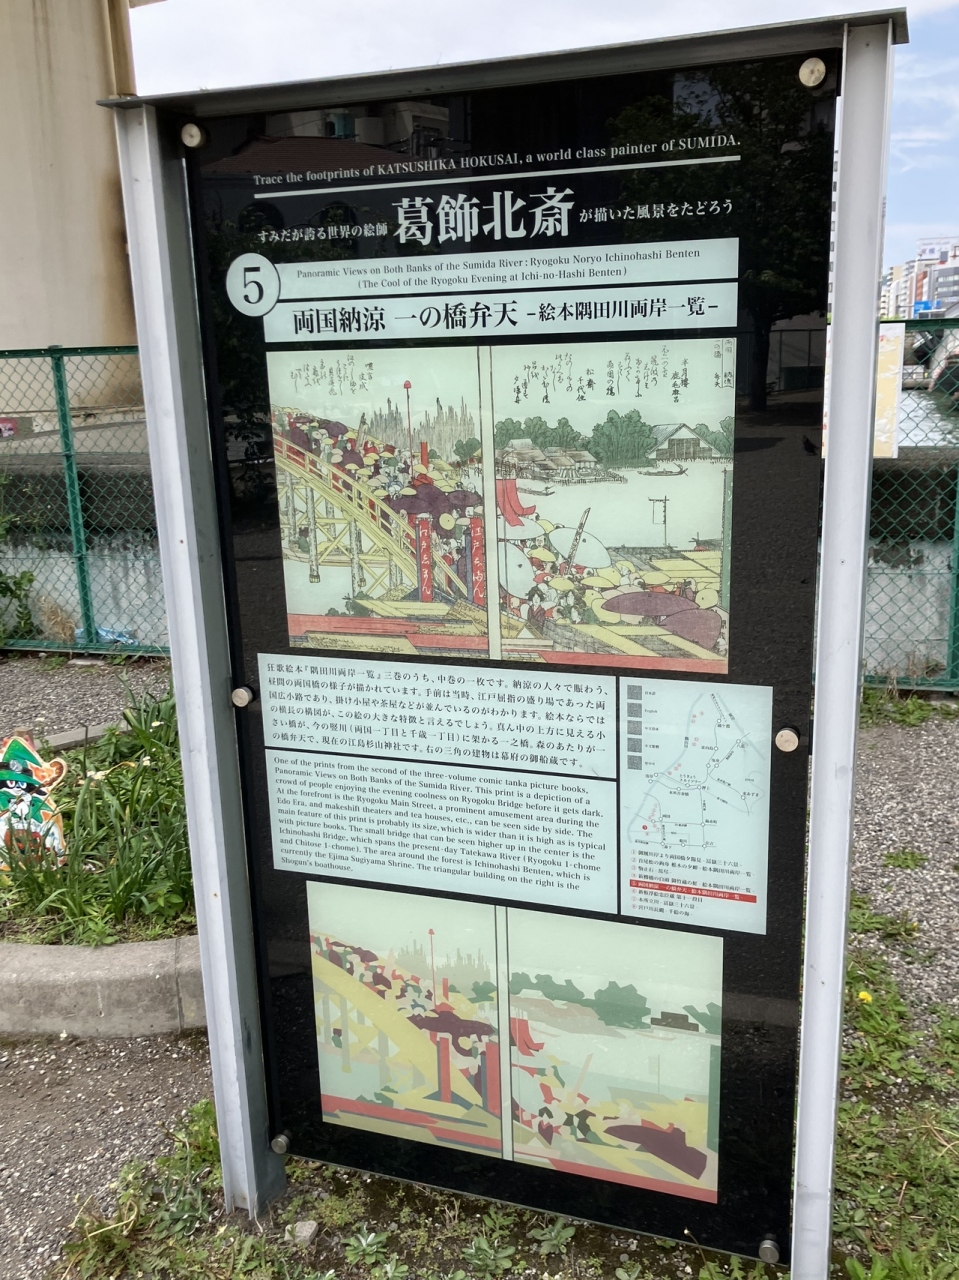 Trace the footprints of KATSUSHIKA HOKUSAI, a world class painter of SUMIDA.
すみだが誇る世界の絵師 葛飾北斎 が描いた風景をたどろう
5
Panoramic Views on Both Banks of the Sumida River : Ryogoku Noryo Ichinohashi Benten
(The Cool of the Ryogoku Evening at Ichi-no-Hashi Benten)
両国納涼 一の橋弁天 -絵本隅田川両岸一覧-
狂歌絵本『隅田川両岸一覧』三巻のうち、中巻の一枚です。納涼の人々で賑わう、
昼間の両国橋の様子が描かれています。手前は当時、江戸屈指の盛り場であった両
国広小路であり、掛け小屋や茶屋などが並んでいるのがわかります。絵本ならでは
の横長の構図が、この絵の大きな特徴と言えるでしょう。真ん中の上方に見える小
さい橋が、今の竪川（両国一丁目と千歳一丁目）に架かる一之橋。森のあたりが一
の橋弁天で、現在の江島杉山神社です。右の三角の建物は幕府の御船蔵です。
One of the prints from the second of the three-volume comic tanka picture books,
Panoramic Views on Both Banks of the Sumida River. This print is a depiction of a
crowd of people enjoying the evening coolness on Ryogoku Bridge before it gets dark.
At the forefront is the Ryogoku Main Street, a prominent amusement area during the
Edo Era, and makeshift theaters and tea houses, etc., can be seen side by side. The
main feature of this print is probably its size, which is wider than it is high as is typical
with picture books. The small bridge that can be seen higher up in the center is the
Ichinohashi Bridge, which spans the present-day Tatekawa River (Ryogoku 1-chome
and Chitose 1-chome). The area around the forest is Ichinohashi Benten, which is
currently the Ejima Sugiyama Shrine. The triangular building on the right is the
Shogun's boathouse.